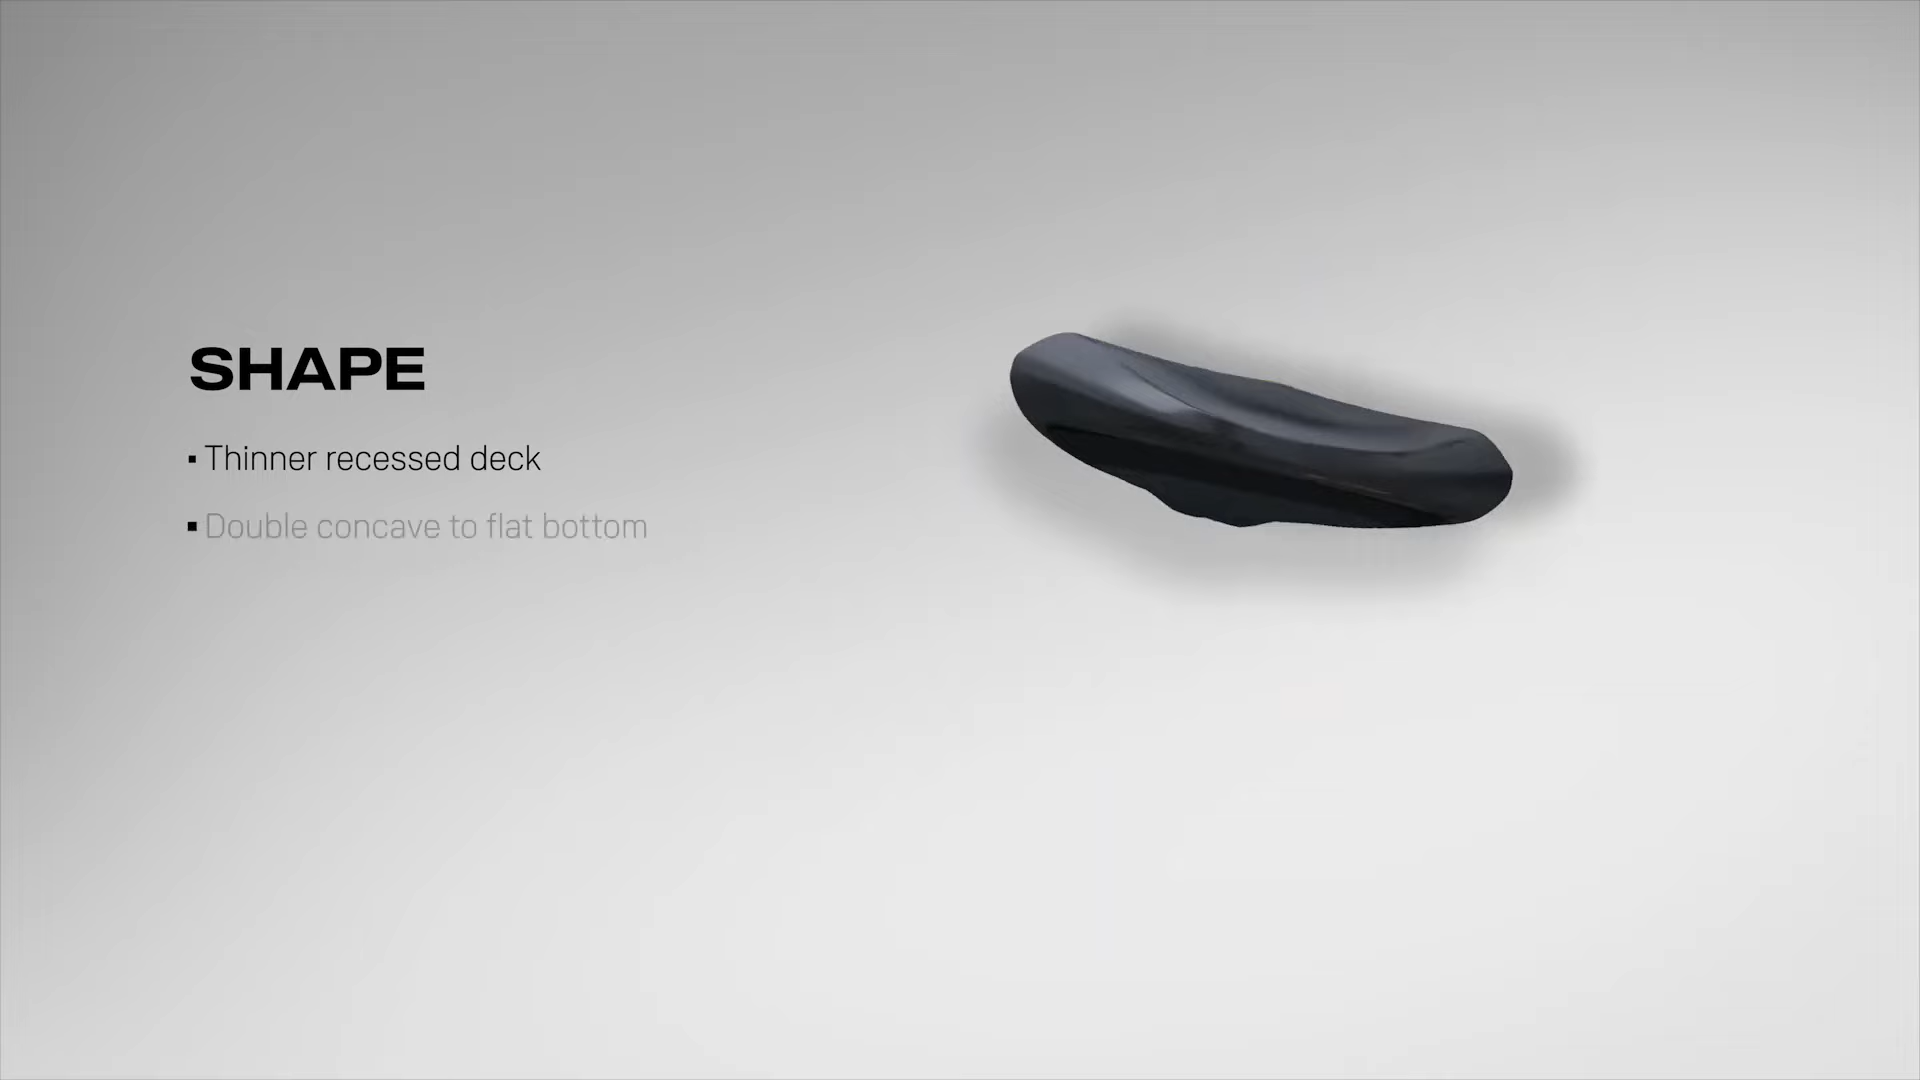 SHAPE
▪ Thinner recessed deck
▪ Double concave to flat bottom